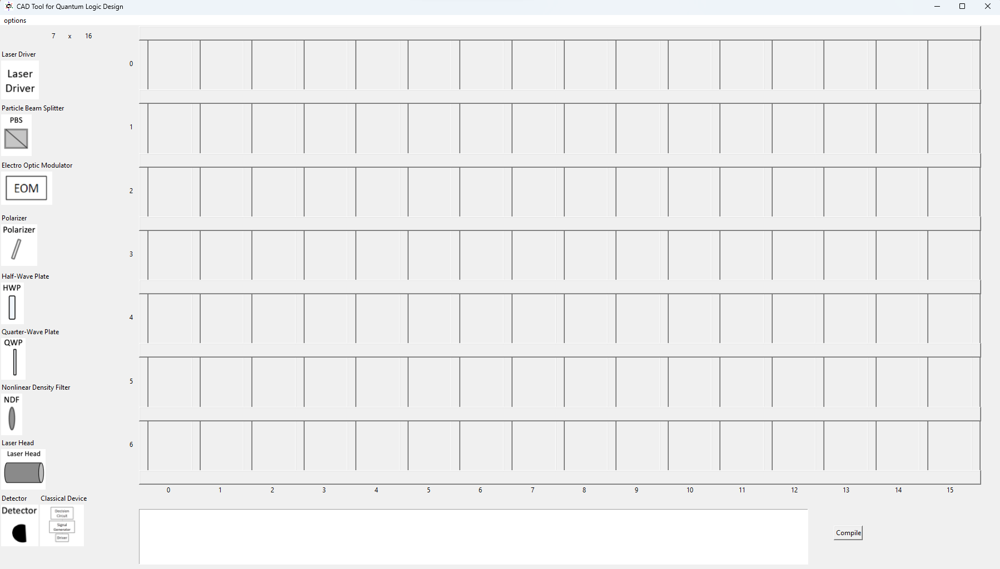 CAD Tool for Quantum Logic Design
options
7 x 16
Laser Driver
Laser
Driver
Particle Beam Splitter
PBS
Electro Optic Modulator
EOM
Polarizer
Polarizer
Half-Wave Plate
HWP
Quarter-Wave Plate
QWP
Nonlinear Density Filter
NDF
Laser Head
Laser Head
Detector Classical Device
Detector
Decision
Circuit
Signal
Generator
Driver
0
1
2
3
4
5
6
0 1 2 3 4 5 6 7 8 9 10 11 12 13 14 15
Compile